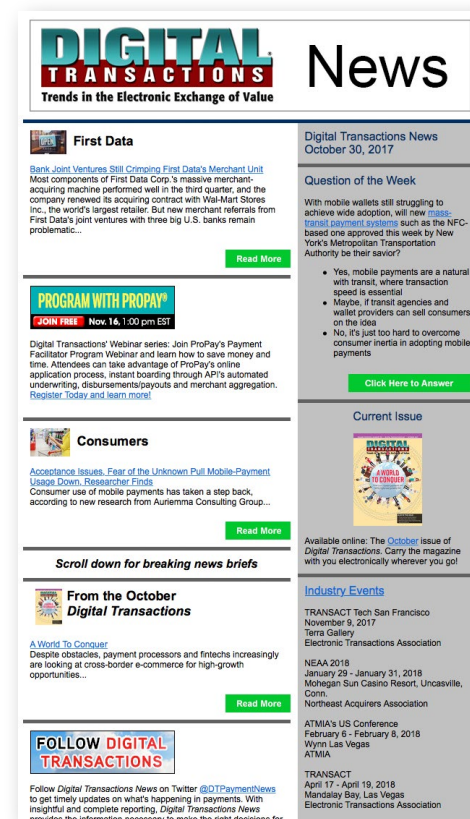 DIGITAL
TRANSACTIONS
Trends in the Electronic Exchange of Value
News
First Data
Bank Joint Ventures Still Crimping First Data's Merchant Unit
Most components of First Data Corp.'s massive merchant-
acquiring machine performed well in the third quarter, and the
company renewed its acquiring contract with Wal-Mart Stores
Inc., the world's largest retailer. But new merchant referrals from
First Data's joint ventures with three big U.S. banks remain
problematic...
Read More
PROGRAM WITH PROPAY®
JOIN FREE Nov. 16, 1:00 pm EST
Digital Transactions' Webinar series: Join ProPay's Payment
Facilitator Program Webinar and learn how to save money and
time. Attendees can take advantage of ProPay's online
application process, instant boarding through API's automated
underwriting, disbursements/payouts and merchant aggregation.
Register Today and learn more!
Consumers
Acceptance Issues, Fear of the Unknown Pull Mobile-Payment
Usage Down, Researcher Finds
Consumer use of mobile payments has taken a step back,
according to new research from Auriemma Consulting Group...
Read More
Scroll down for breaking news briefs
From the October
Digital Transactions
A World To Conquer
Despite obstacles, payment processors and fintechs increasingly
are looking at cross-border e-commerce for high-growth
opportunities...
Read More
FOLLOW DIGITAL
TRANSACTIONS
Follow Digital Transactions News on Twitter @DTPaymentNews
to get timely updates on what's happening in payments. With
insightful and complete reporting, Digital Transactions News
provides the information necessary to make the right decisions for
Digital Transactions News
October 30, 2017
Question of the Week
With mobile wallets still struggling to
achieve wide adoption, will new mass-
transit payment systems such as the NFC-
based one approved this week by New
York's Metropolitan Transportation
Authority be their savior?
Yes, mobile payments are a natural
with transit, where transaction
speed is essential
Maybe, if transit agencies and
wallet providers can sell consumers
on the idea
No, it's just too hard to overcome
consumer inertia in adopting mobile
payments
Click Here to Answer
Current Issue
DIGITAL
TRANSACTIONS
A WORLD
TO CONQUER
Available online: The October issue of
Digital Transactions. Carry the magazine
with you electronically wherever you go!
Industry Events
TRANSACT Tech San Francisco
November 9, 2017
Terra Gallery
Electronic Transactions Association
NEAA 2018
January 29 - January 31, 2018
Mohegan Sun Casino Resort, Uncasville,
Conn.
Northeast Acquirers Association
ATMIA's US Conference
February 6 - February 8, 2018
Wynn Las Vegas
ATMIA
TRANSACT
April 17 - April 19, 2018
Mandalay Bay, Las Vegas
Electronic Transactions Association